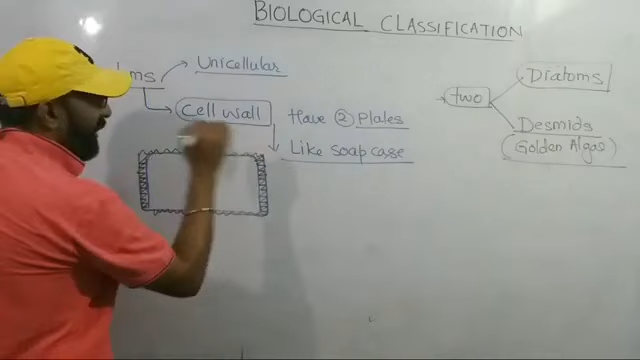 BIOLOGICAL CLASSIFICATION
Unicellular
Cell Wall
Have ② Plates
Like soap case
two
Diatoms
Desmids
(Golden Algae)